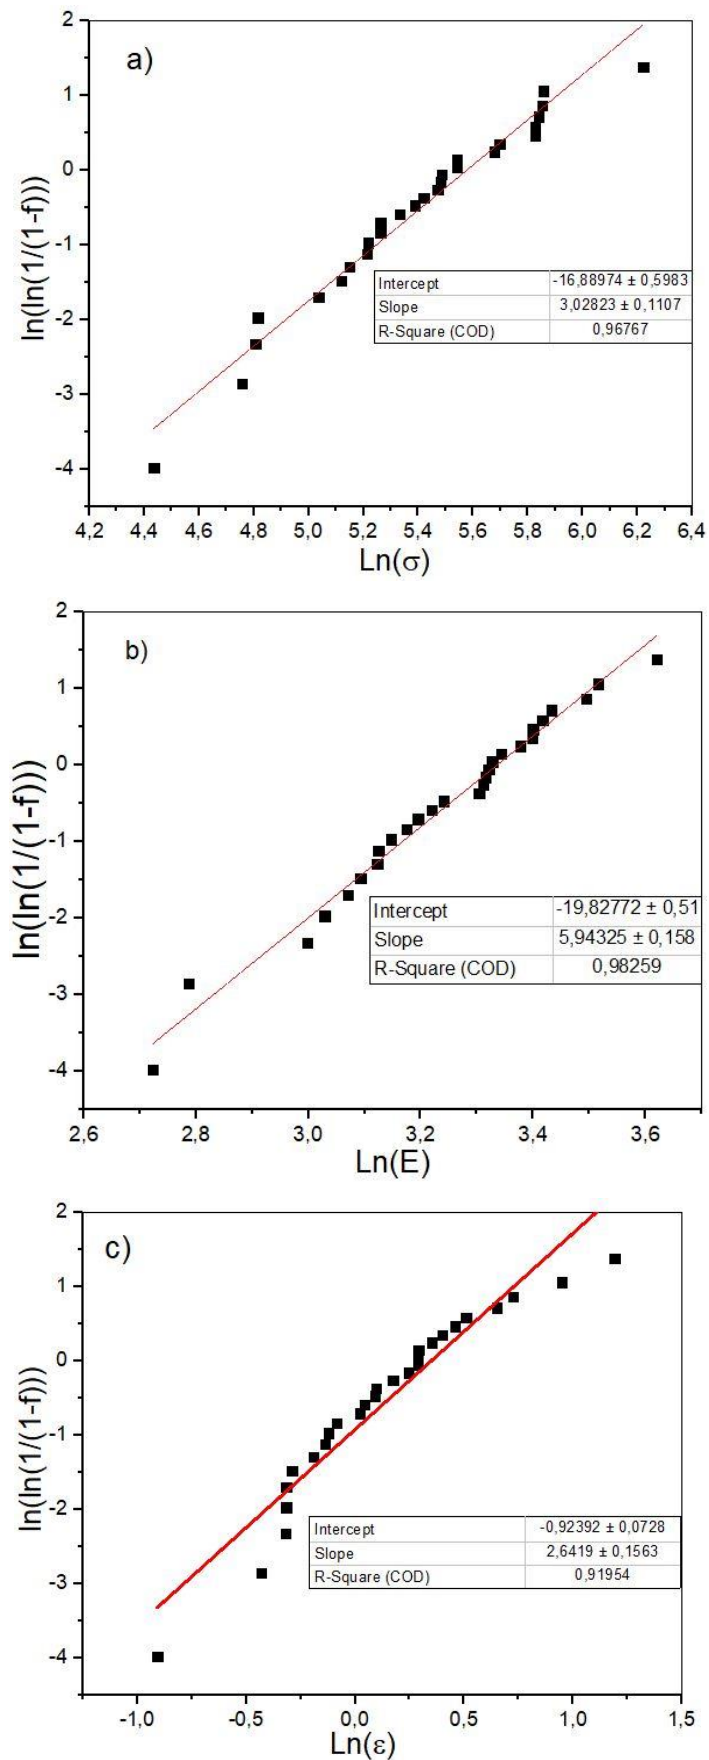 a)
ln(ln(1/(1-f)))
2
1
0
-1
-2
-3
-4
Intercept -16,88974 ± 0,5983
Slope 3,02823 ± 0,1107
R-Square (COD) 0,96767
4,2 4,4 4,6 4,8 5,0 5,2 5,4 5,6 5,8 6,0 6,2 6,4
Ln(σ)
b)
ln(ln(1/(1-f)))
2
1
0
-1
-2
-3
-4
Intercept -19,82772 ± 0,51
Slope 5,94325 ± 0,158
R-Square (COD) 0,98259
2,6 2,8 3,0 3,2 3,4 3,6
Ln(E)
c)
ln(ln(1/(1-f)))
2
1
0
-1
-2
-3
-4
Intercept -0,92392 ± 0,0728
Slope 2,6419 ± 0,1563
R-Square (COD) 0,91954
-1,0 -0,5 0,0 0,5 1,0 1,5
Ln(ε)